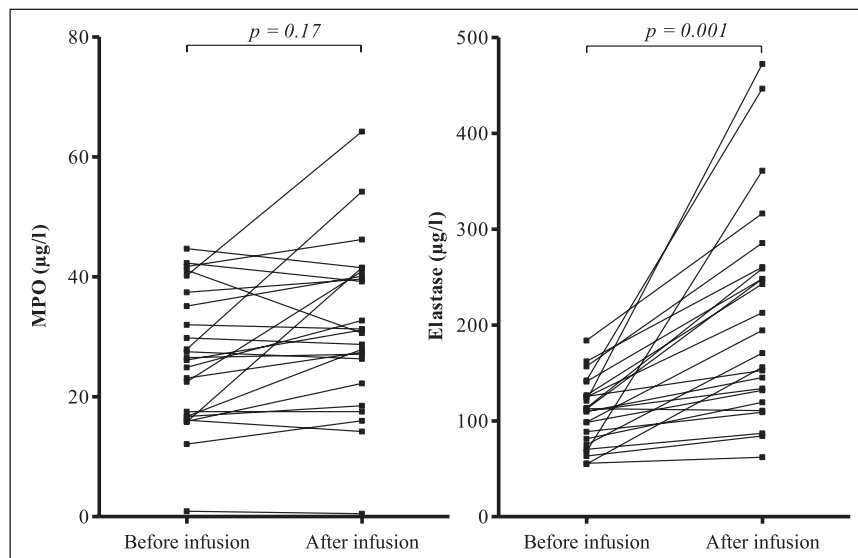 p = 0.17
80
60
40
20
0
MPO (µg/l)
Before infusion
After infusion
p = 0.001
500
400
300
200
100
0
Elastase (µg/l)
Before infusion
After infusion